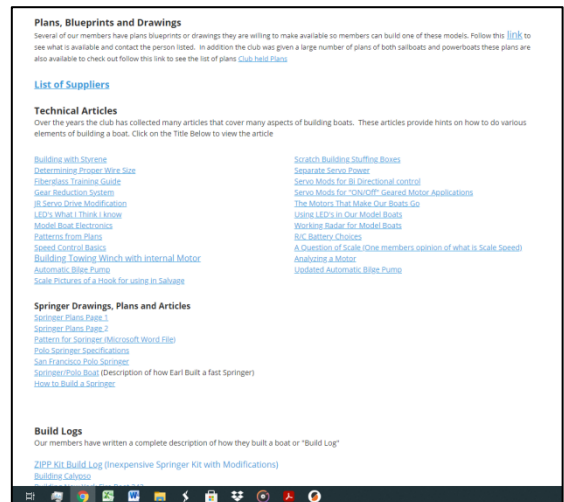 Plans, Blueprints and Drawings
Several of our members have plans blueprints or drawings they are willing to make available so members can build one of these models. Follow this link to
see what is available and contact the person listed. In addition the club was given a large number of plans of both sailboats and powerboats these plans are
also available to check out follow this link to see the list of plans Club held Plans
List of Suppliers
Technical Articles
Over the years the club has collected many articles that cover many aspects of building boats. These articles provide hints on how to do various
elements of building a boat. Click on the Title Below to view the article
Building with Styrene
Determining Proper Wire Size
Fiberglass Training Guide
Gear Reduction System
IR Servo Drive Modification
LED's What I Think I know
Model Boat Electronics
Patterns from Plans
Speed Control Basics
Building Towing Winch with internal Motor
Automatic Bilge Pump
Scale Pictures of a Hook for using in Salvage
Scratch Building Stuffing Boxes
Separate Servo Power
Servo Mods for Bi Directional control
Servo Mods for "ON/Off" Geared Motor Applications
The Motors That Make Our Boats Go
Using LED's in Our Model Boats
Working Radar for Model Boats
R/C Battery Choices
A Question of Scale (One members opinion of what is Scale Speed)
Analyzing a Motor
Updated Automatic Bilge Pump
Springer Drawings, Plans and Articles
Springer Plans Page 1
Springer Plans Page 2
Pattern for Springer (Microsoft Word File)
Polo Springer Specifications
San Francisco Polo Springer
Springer/Polo Boat (Description of how Earl Built a fast Springer)
How to Build a Springer
Build Logs
Our members have written a complete description of how they built a boat or "Build Log"
ZIPP Kit Build Log (Inexpensive Springer Kit with Modifications)
Building Calypso